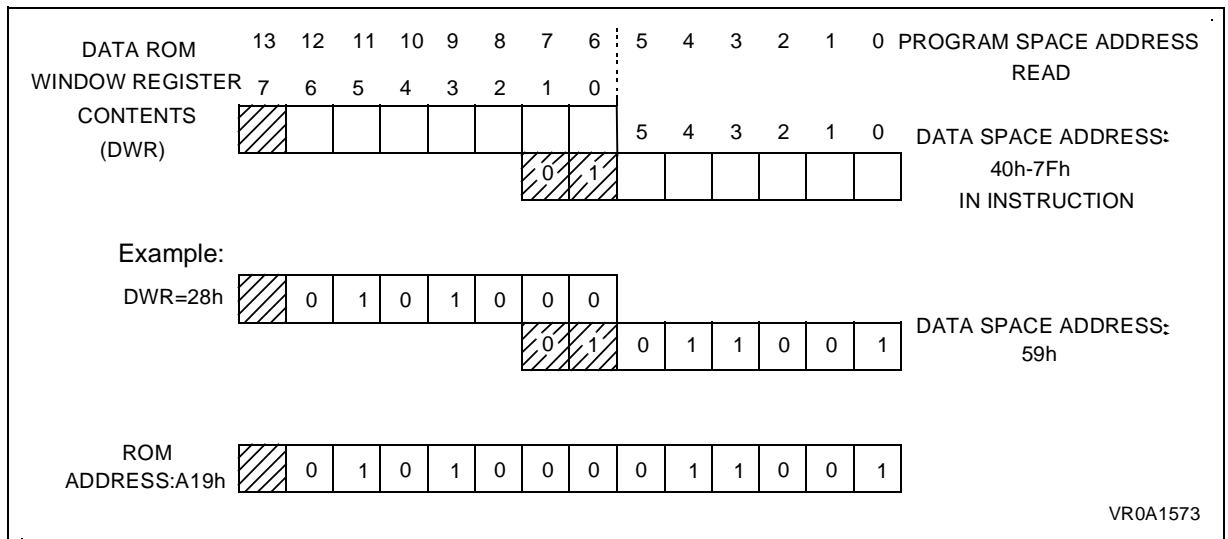 13 12 11 10 9 8 7 6 5 4 3 2 1 0 PROGRAM SPACE ADDRESS
READ
DATA ROM
WINDOW REGISTER 7 6 5 4 3 2 1 0
CONTENTS
(DWR)
5 4 3 2 1 0 DATA SPACE ADDRESS:
40h-7Fh
IN INSTRUCTION
0 1
Example:
DWR=28h 0 1 0 1 0 0 0
0 1 0 1 1 0 0 1 DATA SPACE ADDRESS:
59h
ROM
ADDRESS:A19h 0 1 0 1 0 0 0 0 1 1 0 0 1
VR0A1573